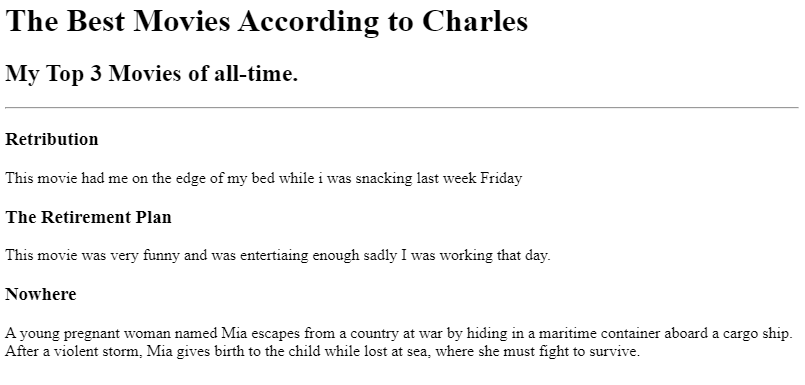 The Best Movies According to Charles
My Top 3 Movies of all-time.
Retribution
This movie had me on the edge of my bed while i was snacking last week Friday
The Retirement Plan
This movie was very funny and was entertiaing enough sadly I was working that day.
Nowhere
A young pregnant woman named Mia escapes from a country at war by hiding in a maritime container aboard a cargo ship.
After a violent storm, Mia gives birth to the child while lost at sea, where she must fight to survive.